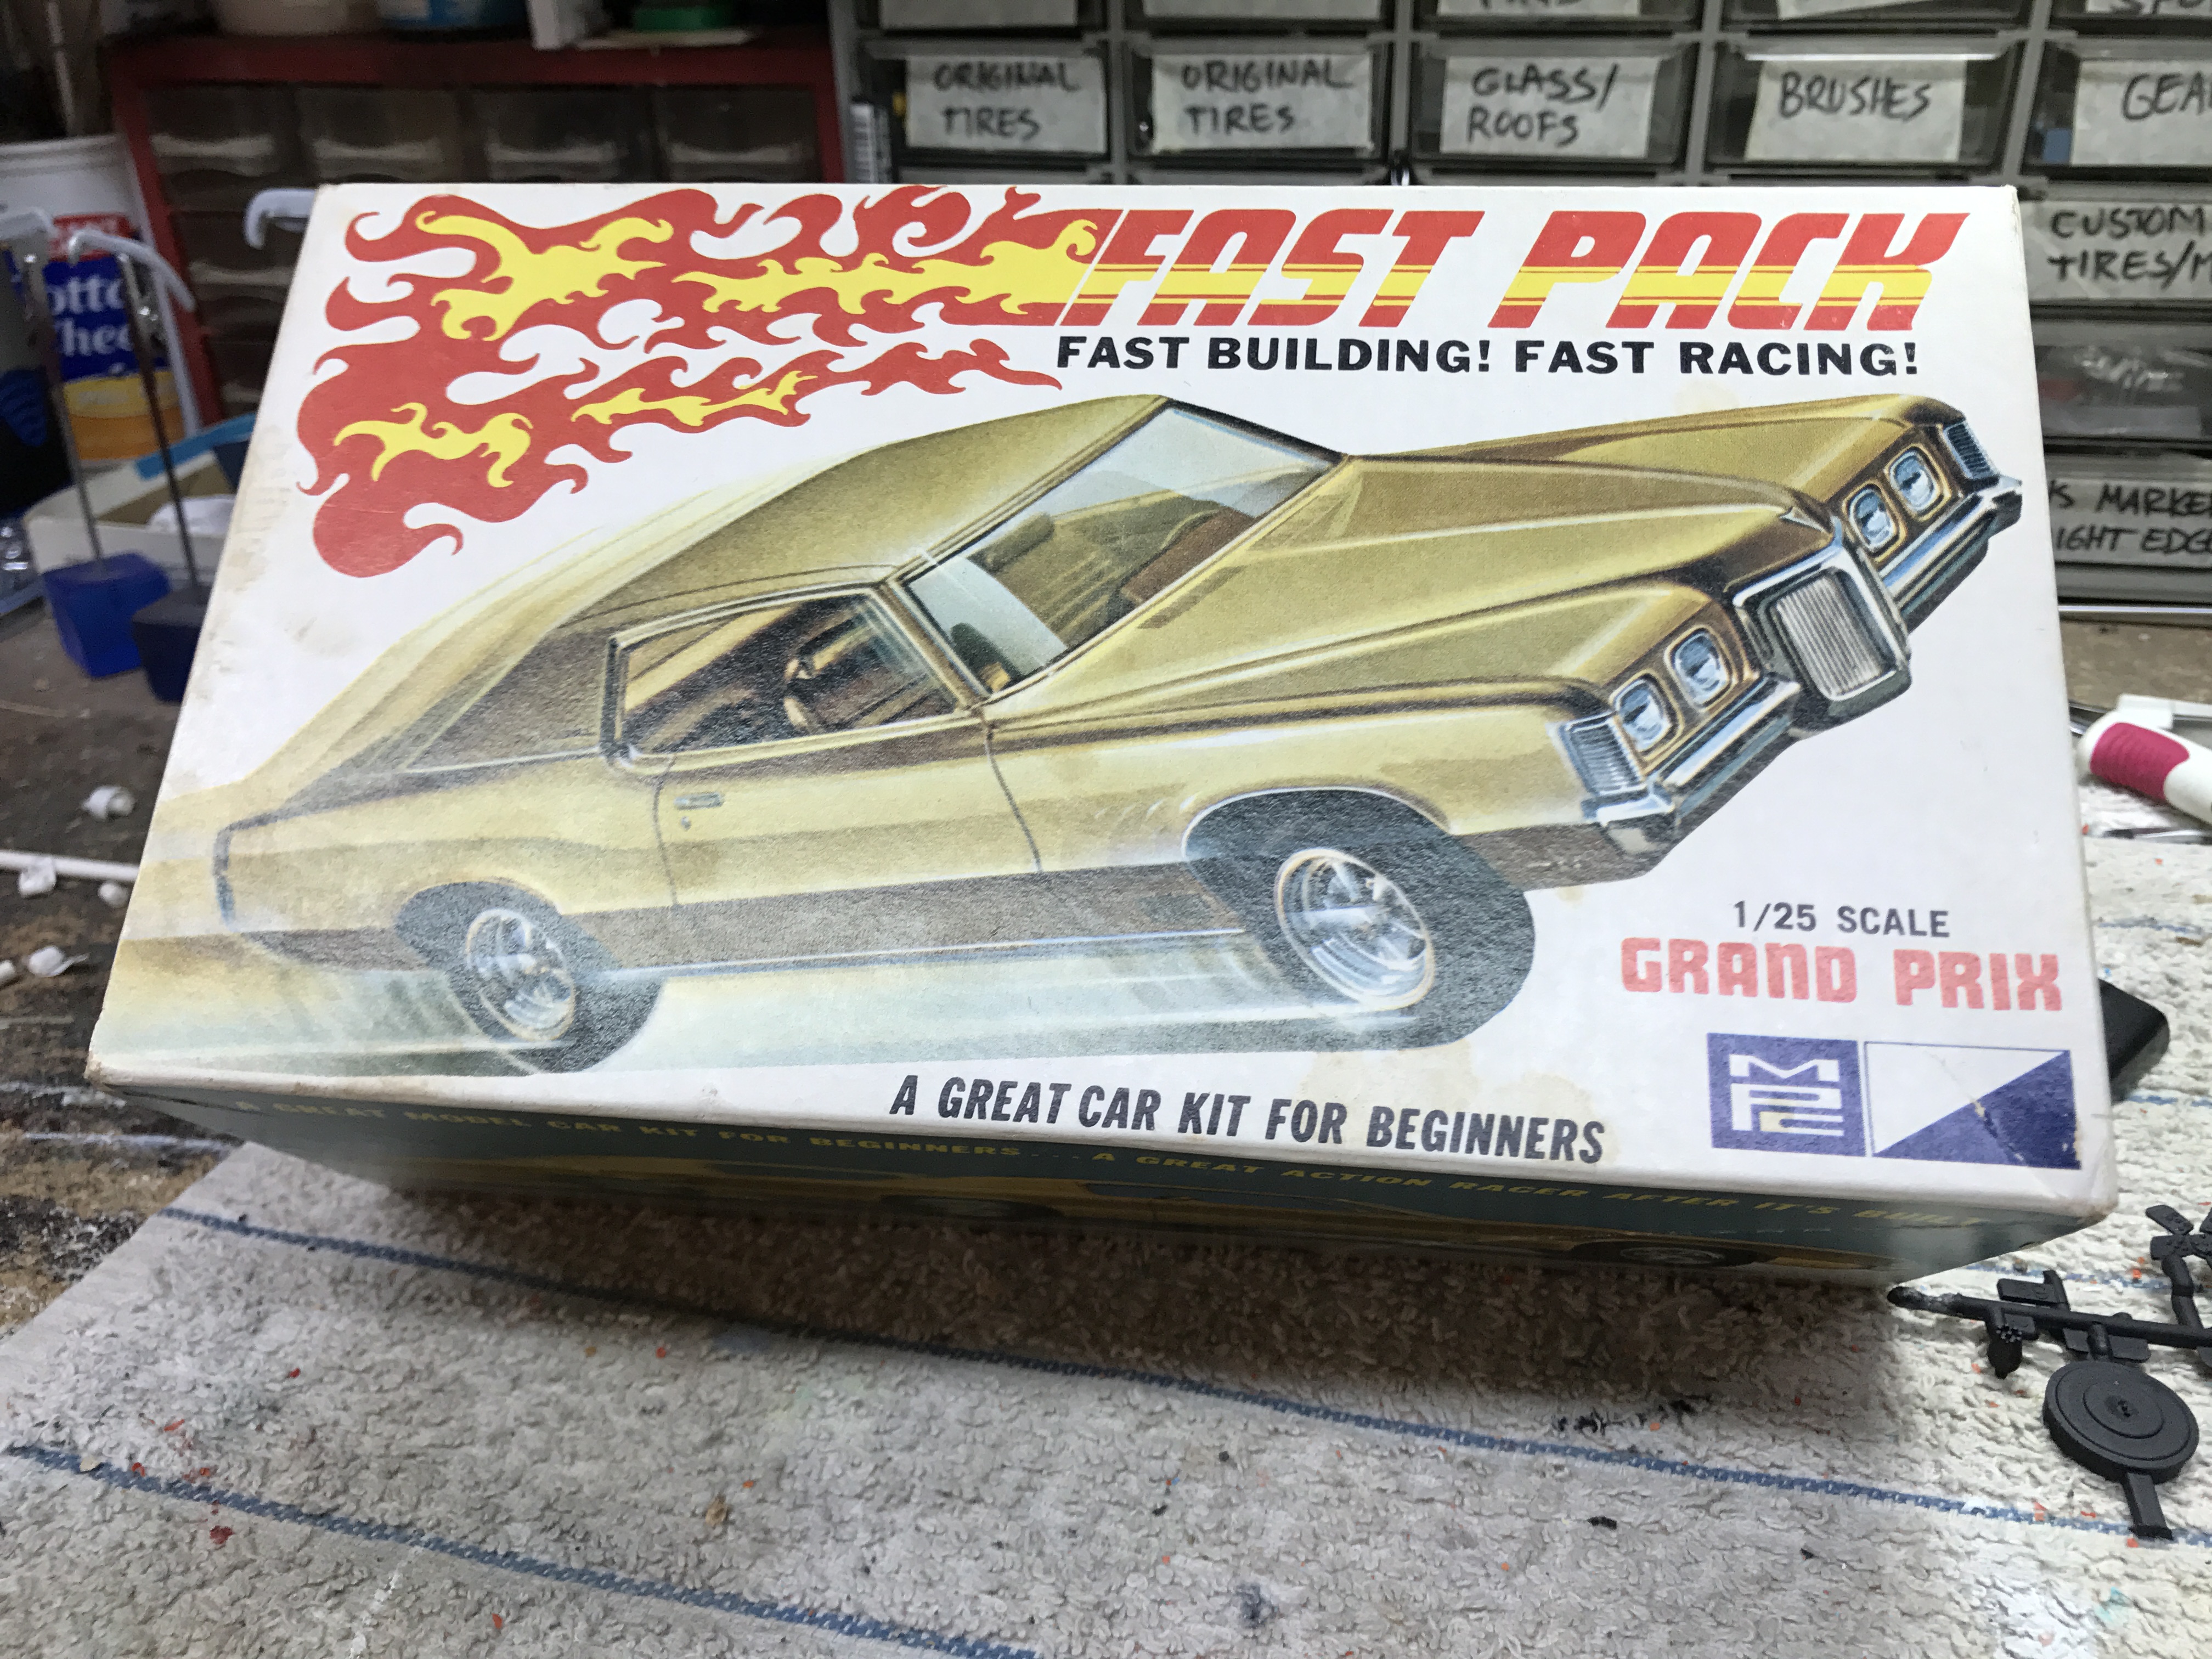 ORIGINAL
TIRES
ORIGINAL
TIRES
GLASS/
ROOFS
BRUSHES
CUSTOM
TIRES/
FAST PACK
FAST BUILDING! FAST RACING!
1/25 SCALE
GRAND PRIX
MPC
A GREAT CAR KIT FOR BEGINNERS
A GREAT MODEL CAR KIT FOR BEGINNERS... A GREAT ACTION RACER AFTER IT'S BUILT